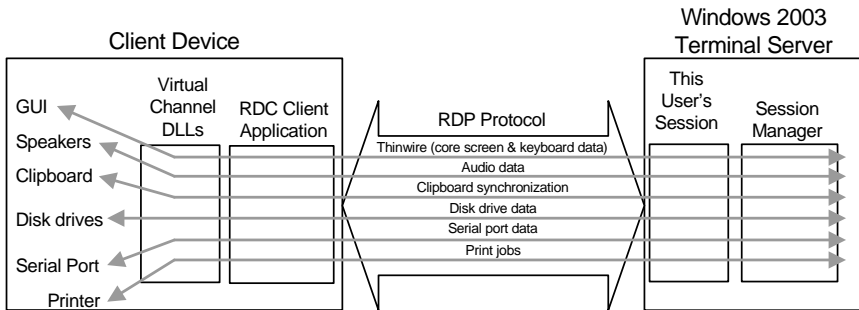 Client Device
Windows 2003
Terminal Server
GUI
Speakers
Clipboard
Disk drives
Serial Port
Printer
Virtual
Channel
DLLs
RDC Client
Application
RDP Protocol
Thinwire (core screen & keyboard data)
Audio data
Clipboard synchronization
Disk drive data
Serial port data
Print jobs
This
User's
Session
Session
Manager